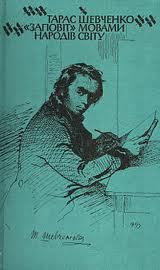 ТАРАС ШЕВЧЕНКО
«ЗАПОВІТ» МОВАМИ
НАРОДІВ СВІТУ
Т. Шевченко